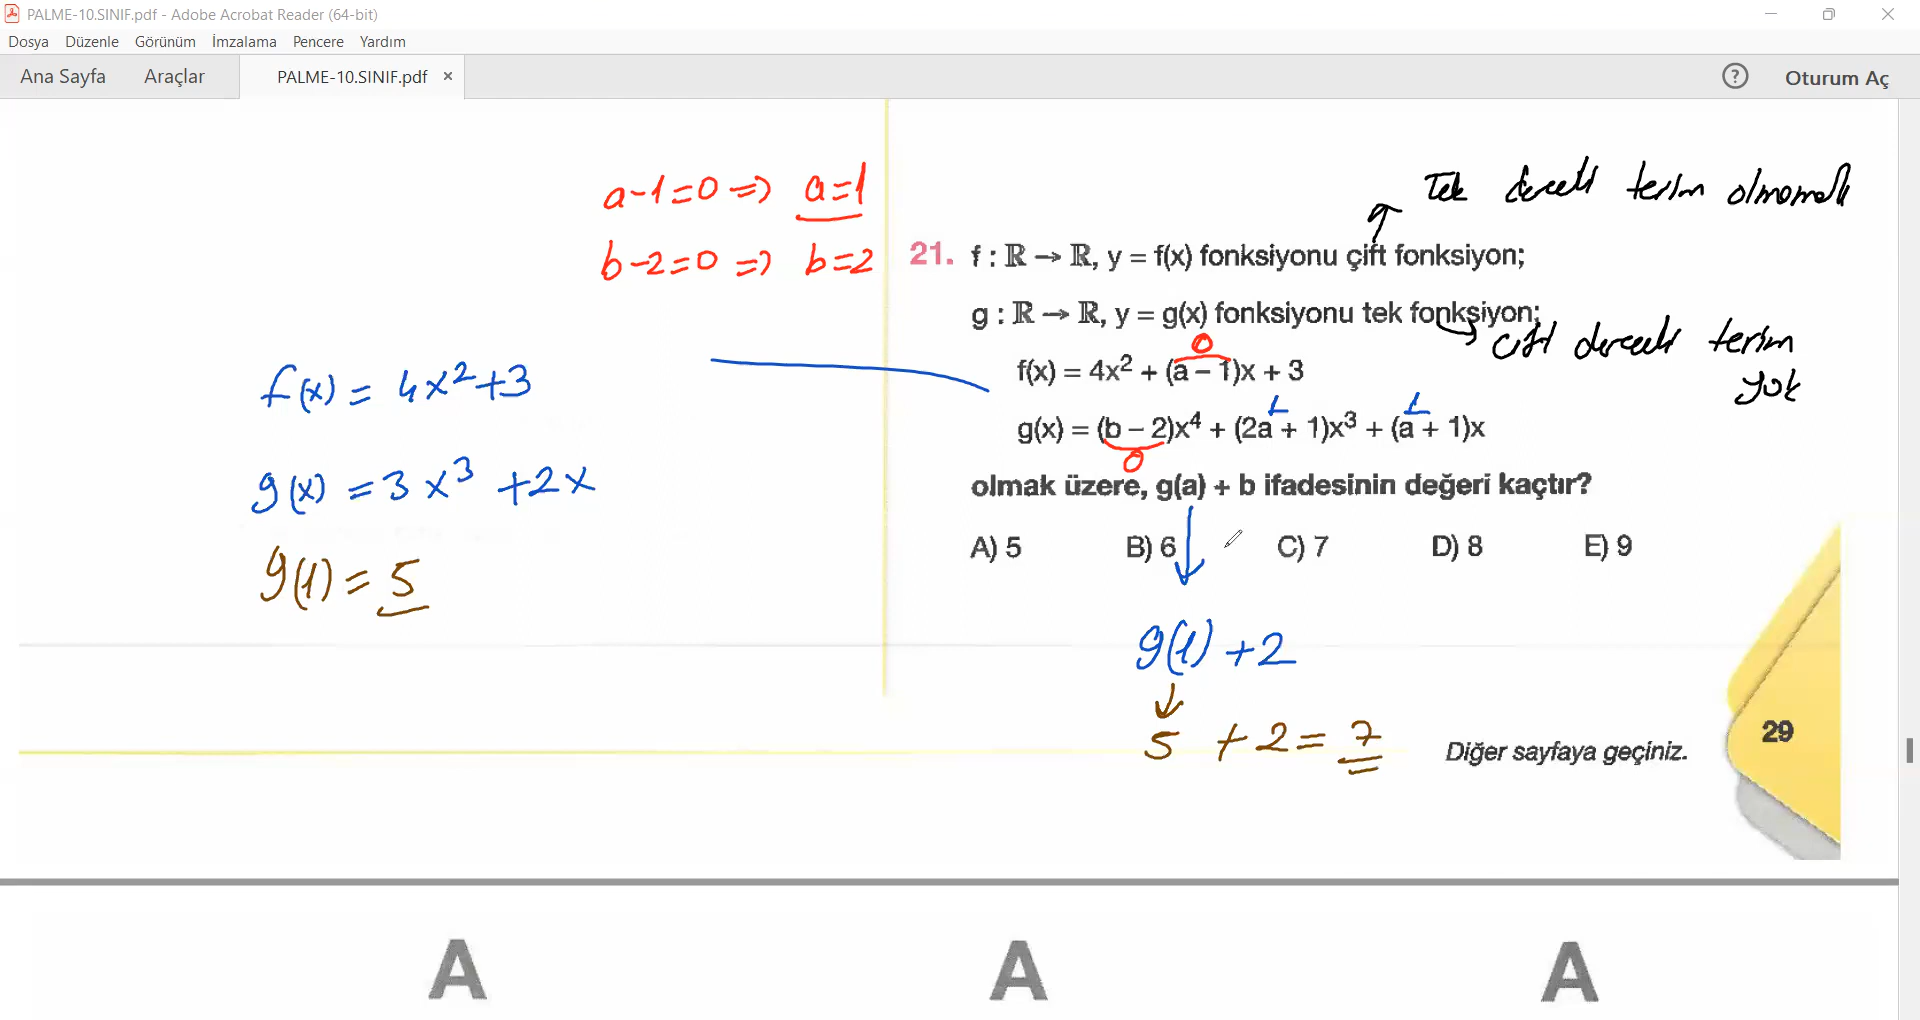 PALME-10.SINIF.pdf - Adobe Acrobat Reader (64-bit)
Dosya Düzenle Görünüm İmzalama Pencere Yardım
Ana Sayfa Araçlar PALME-10.SINIF.pdf × ? Oturum Aç
a-1=0 => a=1
b-2=0 => b=2
f(x) = 4x²+3
g(x) = 3x³ +2x
g(1) = 5
Tek dereceli terim olmamalı
21. f : ℝ → ℝ, y = f(x) fonksiyonu çift fonksiyon;
g : ℝ → ℝ, y = g(x) fonksiyonu tek fonksiyon;
Çift dereceli terim
yok
0
f(x) = 4x² + (a – 1)x + 3
1 1
g(x) = (b – 2)x⁴ + (2a + 1)x³ + (a + 1)x
0
olmak üzere, g(a) + b ifadesinin değeri kaçtır?
A) 5 B) 6 C) 7 D) 8 E) 9
g(1) +2
5 + 2 = 7
Diğer sayfaya geçiniz.
29
A A A